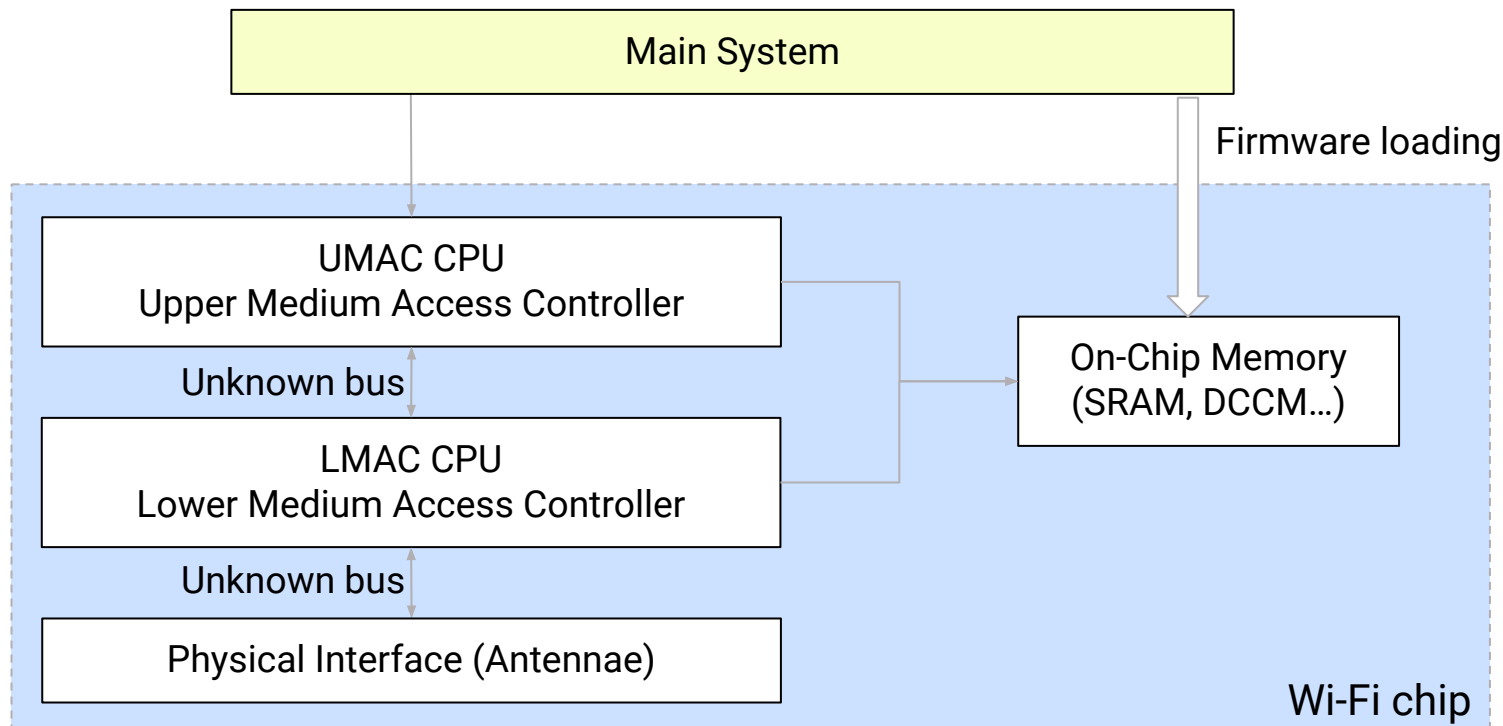 Main System
Firmware loading
UMAC CPU
Upper Medium Access Controller
Unknown bus
On-Chip Memory
(SRAM, DCCM…)
LMAC CPU
Lower Medium Access Controller
Unknown bus
Physical Interface (Antennae)
Wi-Fi chip